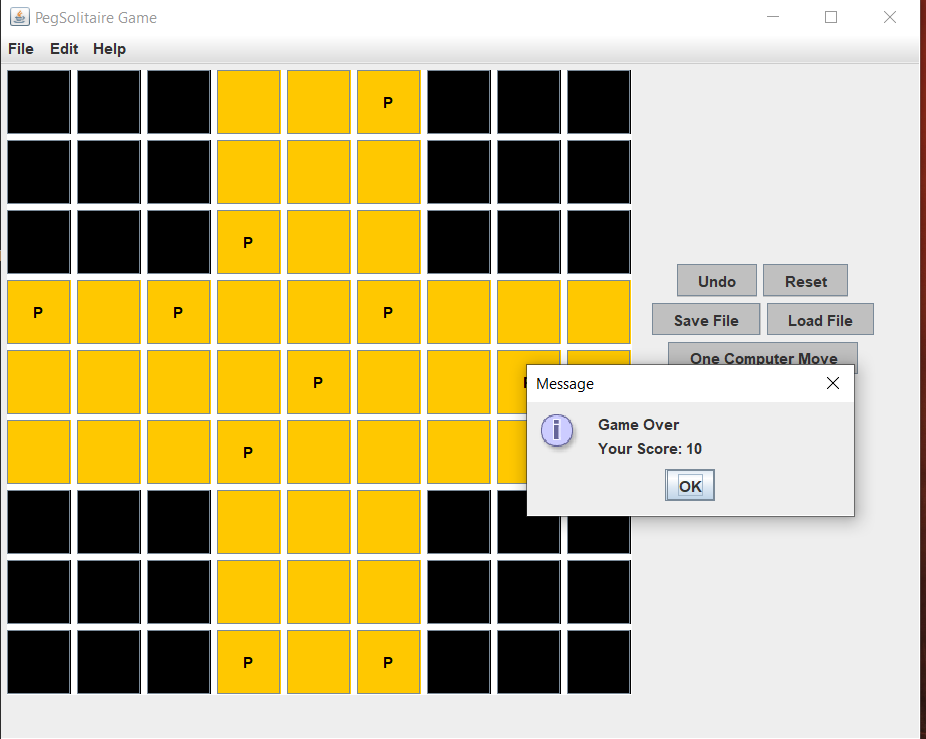 PegSolitaire Game
File Edit Help
P
P
P P P
Undo Reset
Save File Load File
One Computer Move
P
Message
Game Over
Your Score: 10
P
OK
P P